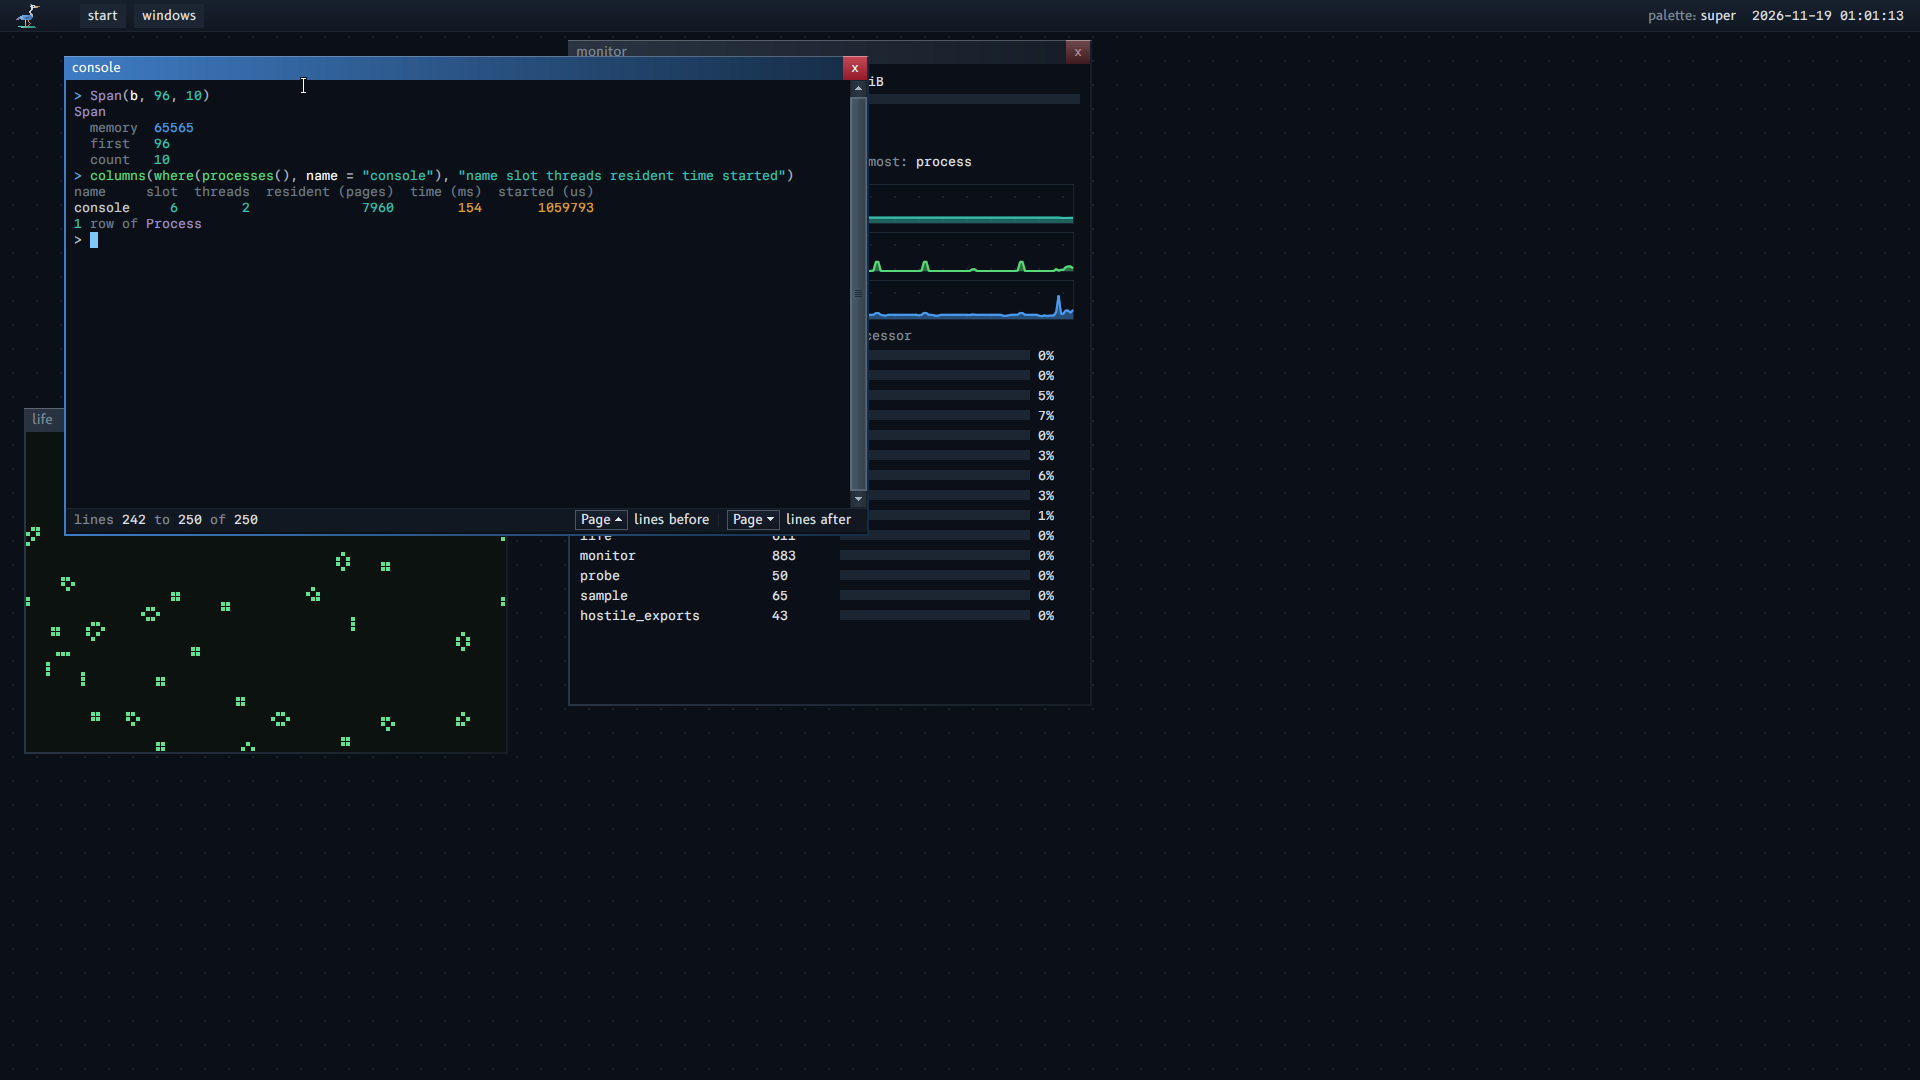 start windows palette: super 2026-11-19 01:01:13
monitor x
console x
iB
> Span(b, 96, 10)
Span
memory 65565
first 96
count 10
most: process
> columns(where(processes(), name = "console"), "name slot threads resident time started")
name slot threads resident (pages) time (ms) started (us)
console 6 2 7960 154 1059793
1 row of Process
>
cessor
0%
0%
5%
7%
0%
3%
6%
3%
1%
life
lines 242 to 250 of 250 Page lines before Page lines after
life 611 0%
monitor 883 0%
probe 50 0%
sample 65 0%
hostile_exports 43 0%